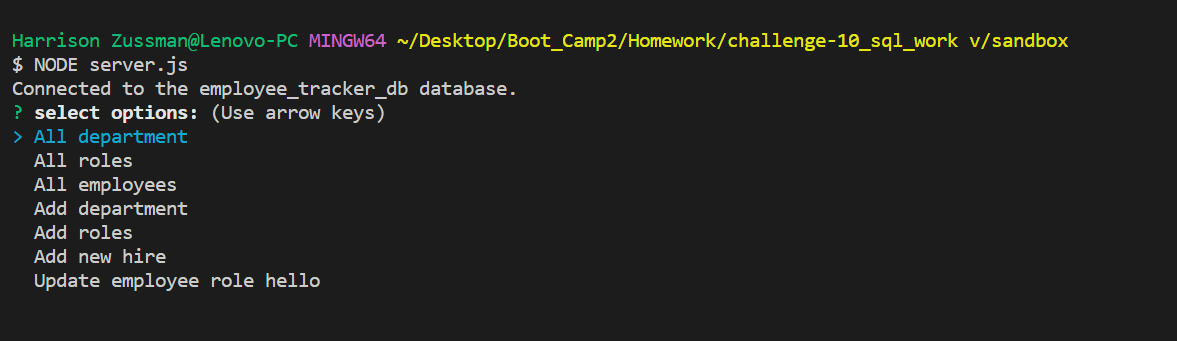 Harrison Zussman@Lenovo-PC MINGW64 ~/Desktop/Boot_Camp2/Homework/challenge-10_sql_work v/sandbox
$ NODE server.js
Connected to the employee_tracker_db database.
? select options: (Use arrow keys)
> All department
  All roles
  All employees
  Add department
  Add roles
  Add new hire
  Update employee role hello